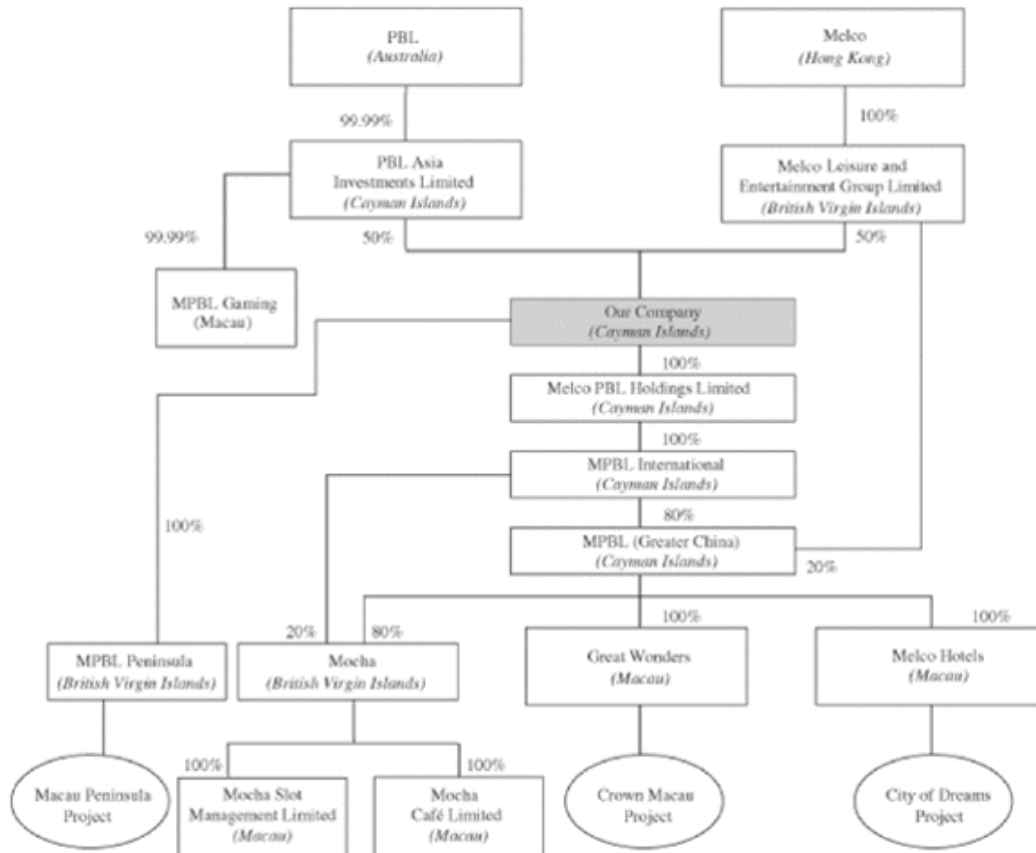 PBL
(Australia)
Melco
(Hong Kong)
99.99%
100%
PBL Asia
Investments Limited
(Cayman Islands)
Melco Leisure and
Entertainment Group Limited
(British Virgin Islands)
99.99%
50%
50%
MPBL Gaming
(Macau)
Our Company
(Cayman Islands)
100%
Melco PBL Holdings Limited
(Cayman Islands)
100%
MPBL International
(Cayman Islands)
80%
100%
MPBL (Greater China)
(Cayman Islands)
20%
20%
80%
100%
100%
MPBL Peninsula
(British Virgin Islands)
Mocha
(British Virgin Islands)
Great Wonders
(Macau)
Melco Hotels
(Macau)
100%
100%
Macau Peninsula
Project
Mocha Slot
Management Limited
(Macau)
Mocha
Café Limited
(Macau)
Crown Macau
Project
City of Dreams
Project